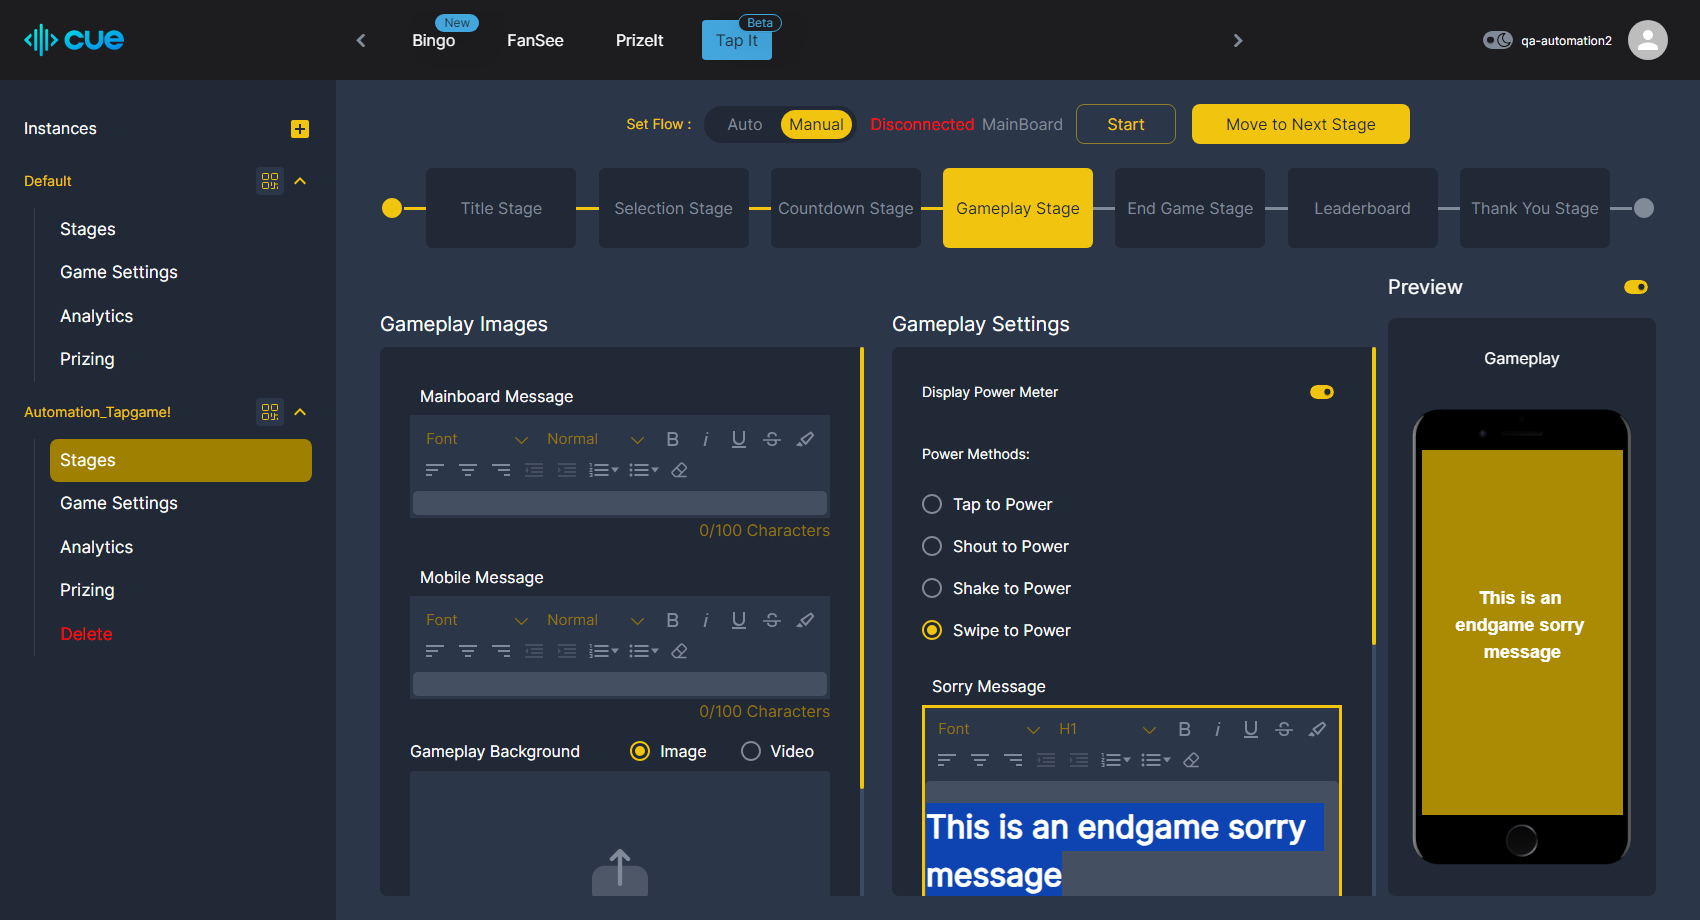 cue
New
Bingo
FanSee
PrizeIt
Beta
Tap It
qa-automation2
Instances
Default
Stages
Game Settings
Analytics
Prizing
Automation_Tapgame!
Stages
Game Settings
Analytics
Prizing
Delete
Set Flow :
Auto
Manual
Disconnected MainBoard
Start
Move to Next Stage
Title Stage
Selection Stage
Countdown Stage
Gameplay Stage
End Game Stage
Leaderboard
Thank You Stage
Gameplay Images
Mainboard Message
Font
Normal
B
i
U
S
0/100 Characters
Mobile Message
Font
Normal
B
i
U
S
0/100 Characters
Gameplay Background
Image
Video
Gameplay Settings
Display Power Meter
Power Methods:
Tap to Power
Shout to Power
Shake to Power
Swipe to Power
Sorry Message
Font
H1
B
i
U
S
This is an endgame sorry
message
Preview
Gameplay
This is an
endgame sorry
message